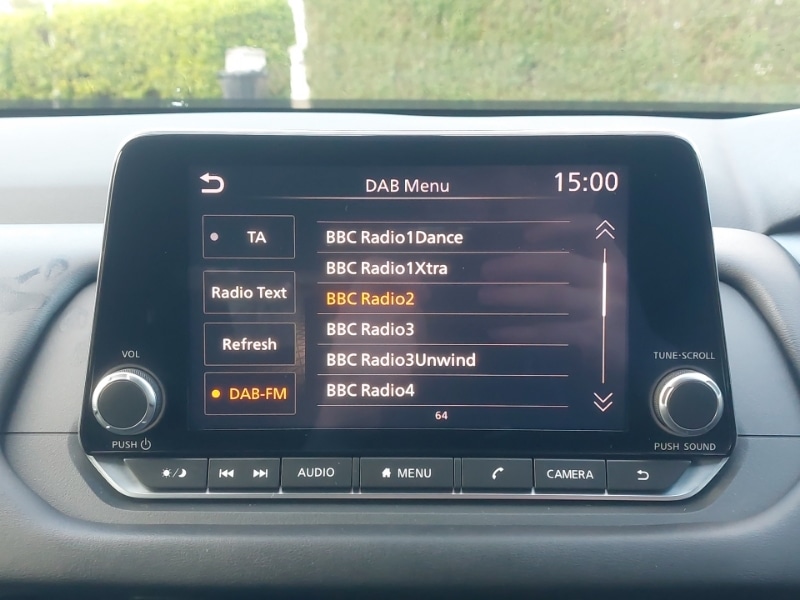 DAB Menu
15:00
TA
Radio Text
Refresh
DAB-FM
BBC Radio1Dance
BBC Radio1Xtra
BBC Radio2
BBC Radio3
BBC Radio3Unwind
BBC Radio4
64
VOL
PUSH
TUNE·SCROLL
PUSH SOUND
AUDIO
MENU
CAMERA